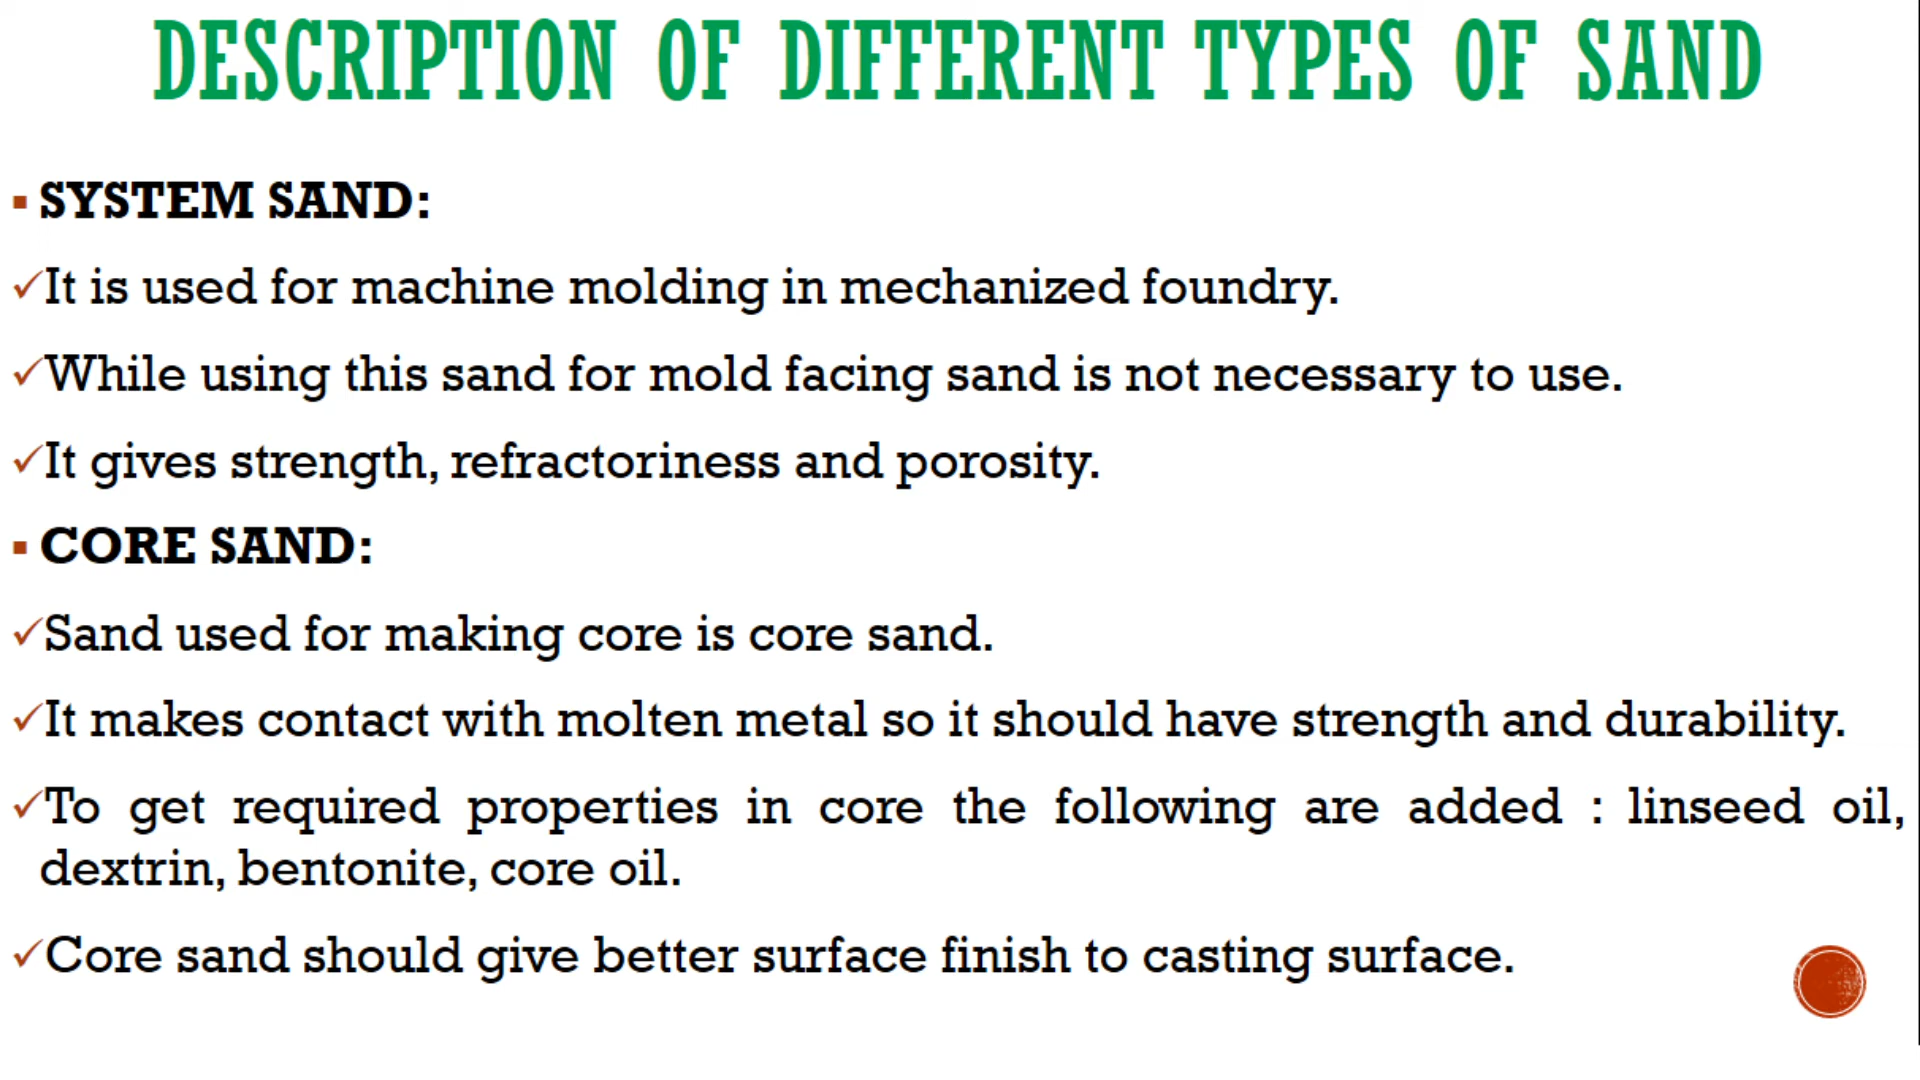 DESCRIPTION OF DIFFERENT TYPES OF SAND
▪ SYSTEM SAND:
✓It is used for machine molding in mechanized foundry.
✓While using this sand for mold facing sand is not necessary to use.
✓It gives strength, refractoriness and porosity.
▪ CORE SAND:
✓Sand used for making core is core sand.
✓It makes contact with molten metal so it should have strength and durability.
✓To get required properties in core the following are added : linseed oil,
dextrin, bentonite, core oil.
✓Core sand should give better surface finish to casting surface.